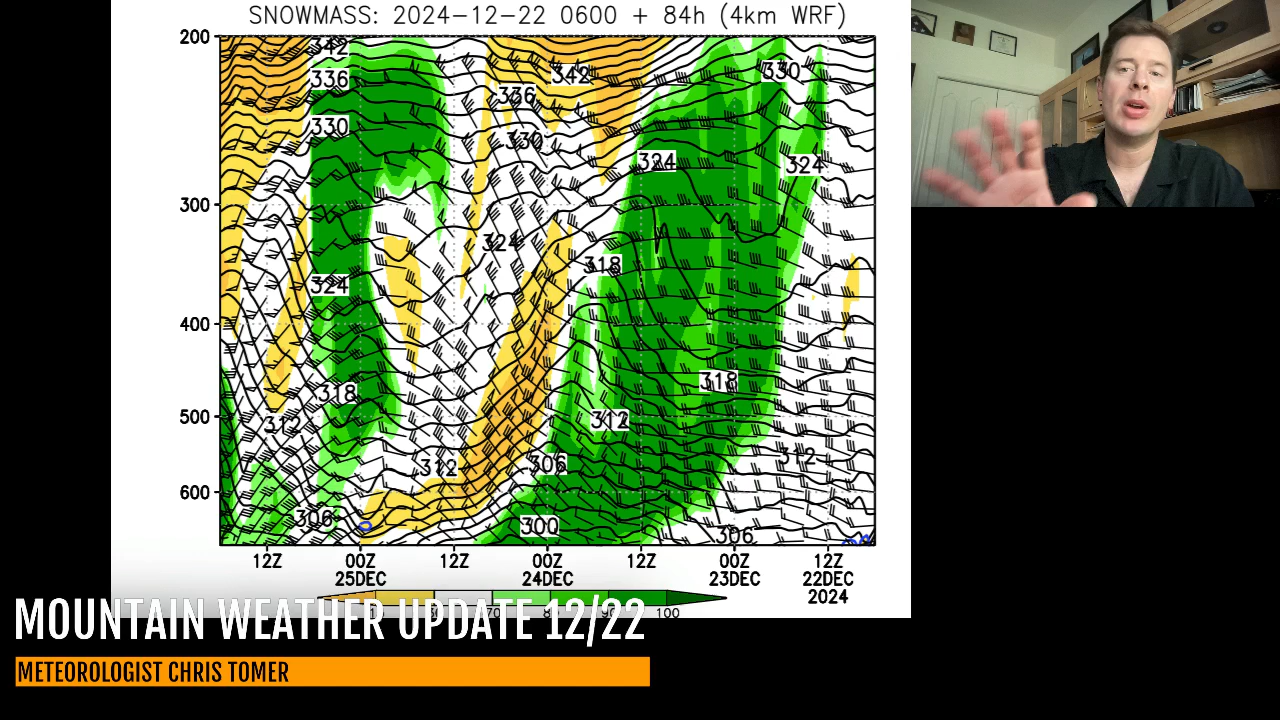 SNOWMASS: 2024-12-22 0600 + 84h (4km WRF)
200
342
336
330
342
336
330
330
324
324
300
324
318
324
400
318
318
500
312
312
312
312
306
600
306
300
306
12Z
00Z
12Z
00Z
12Z
00Z
12Z
25DEC
24DEC
23DEC
22DEC
2024
70
90
100
MOUNTAIN WEATHER UPDATE 12/22
METEOROLOGIST CHRIS TOMER